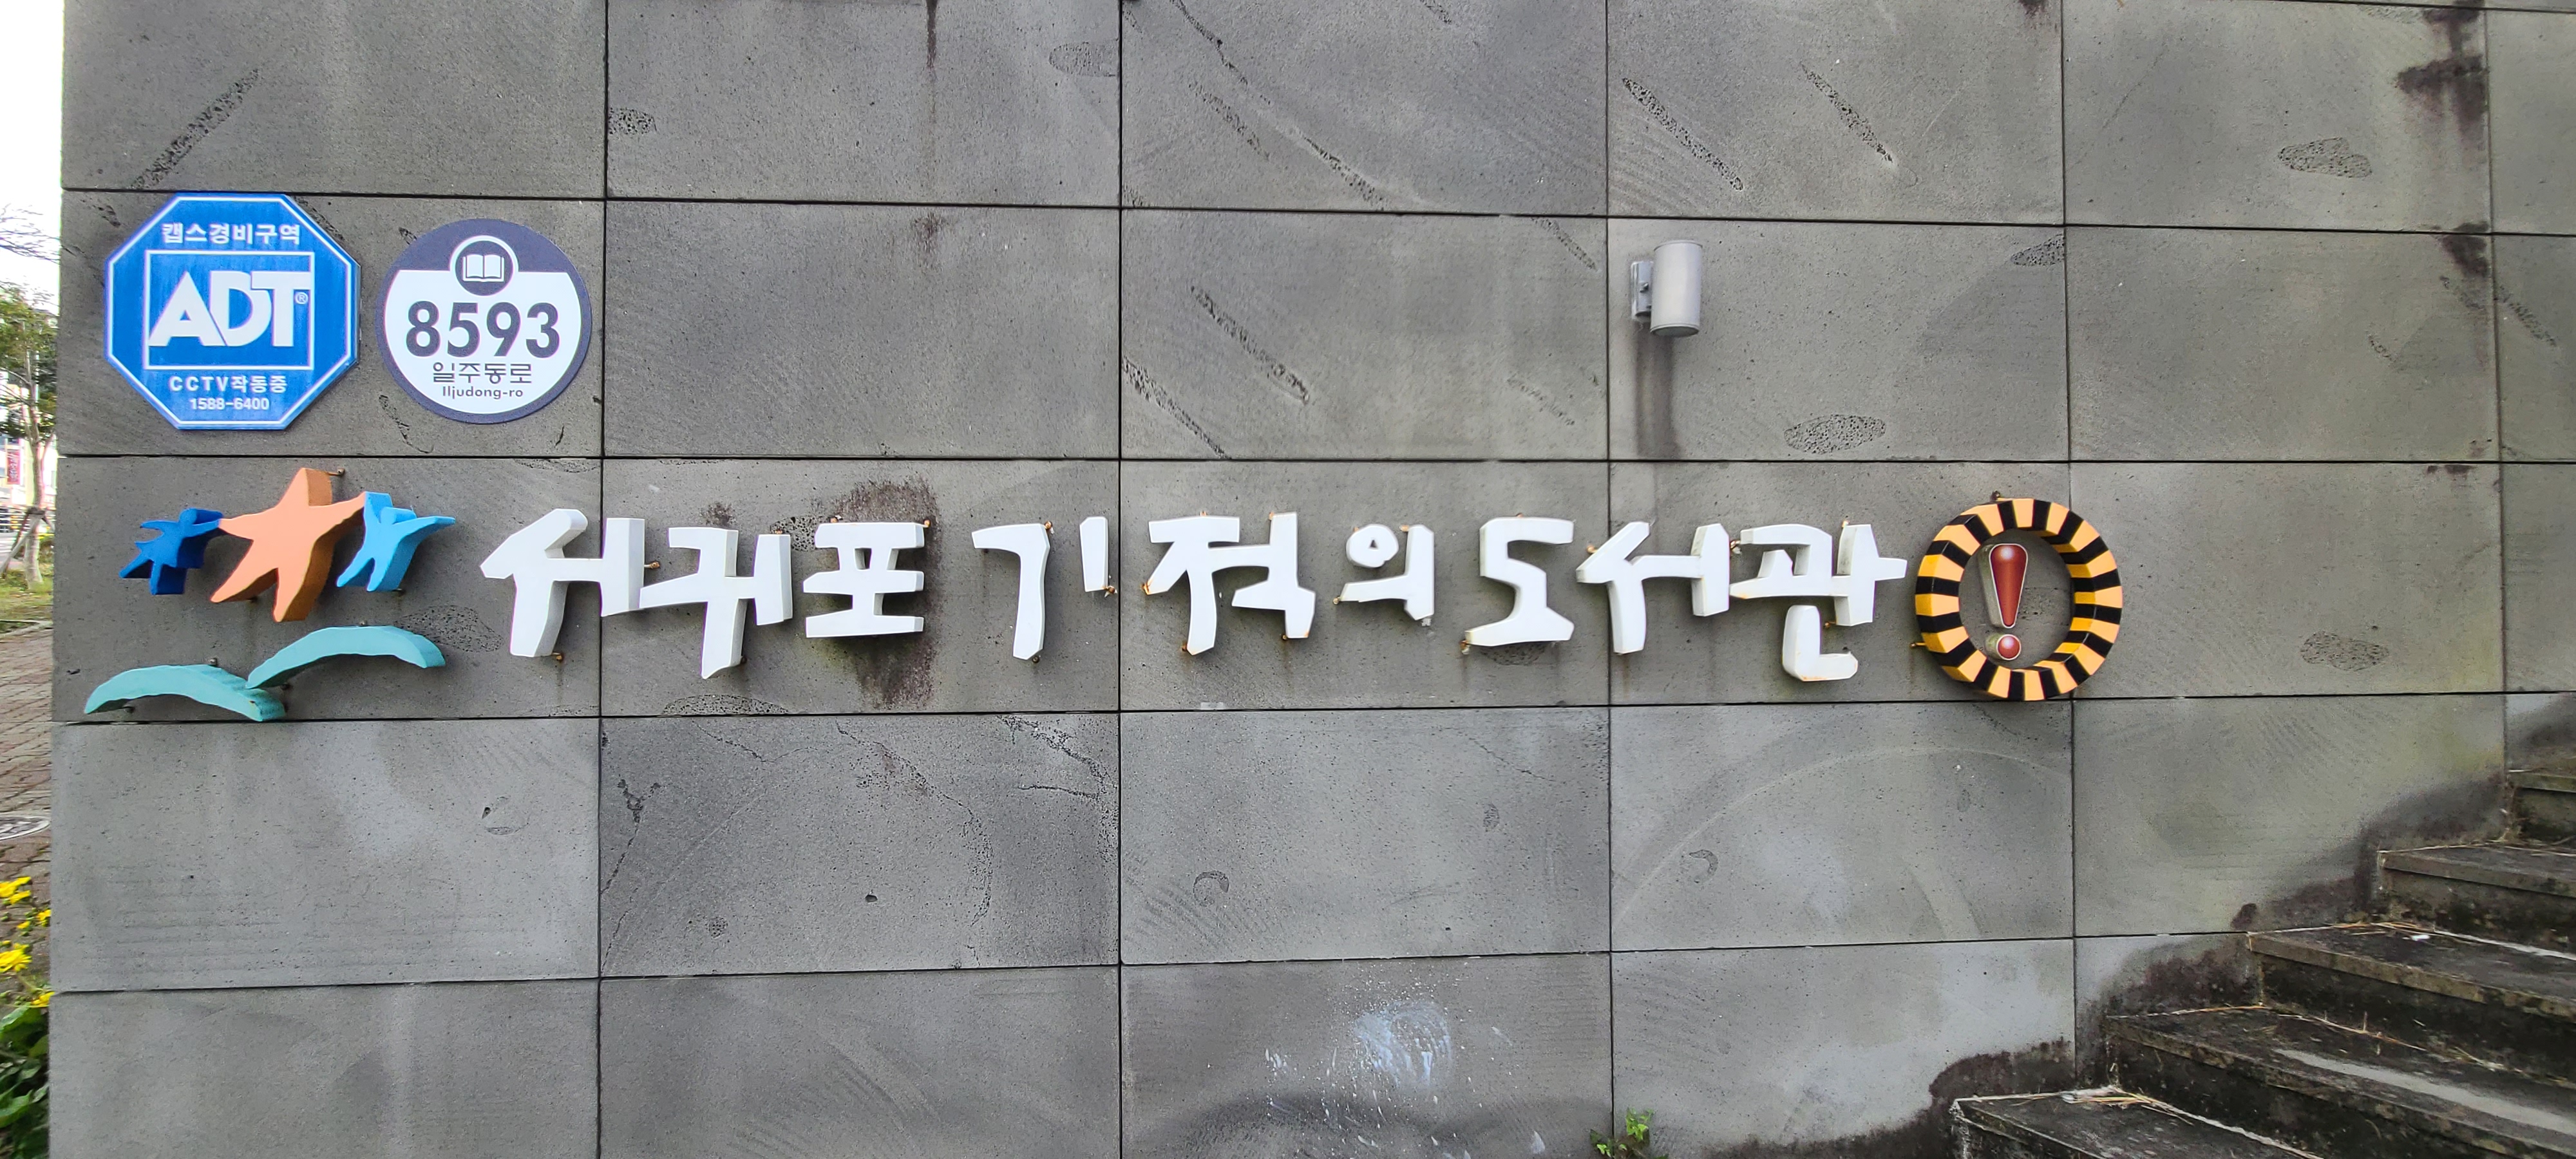 캡스경비구역
ADT®
CCTV작동중
1588-6400
8593
일주동로
Iljudong-ro
서귀포 기적의 도서관
!